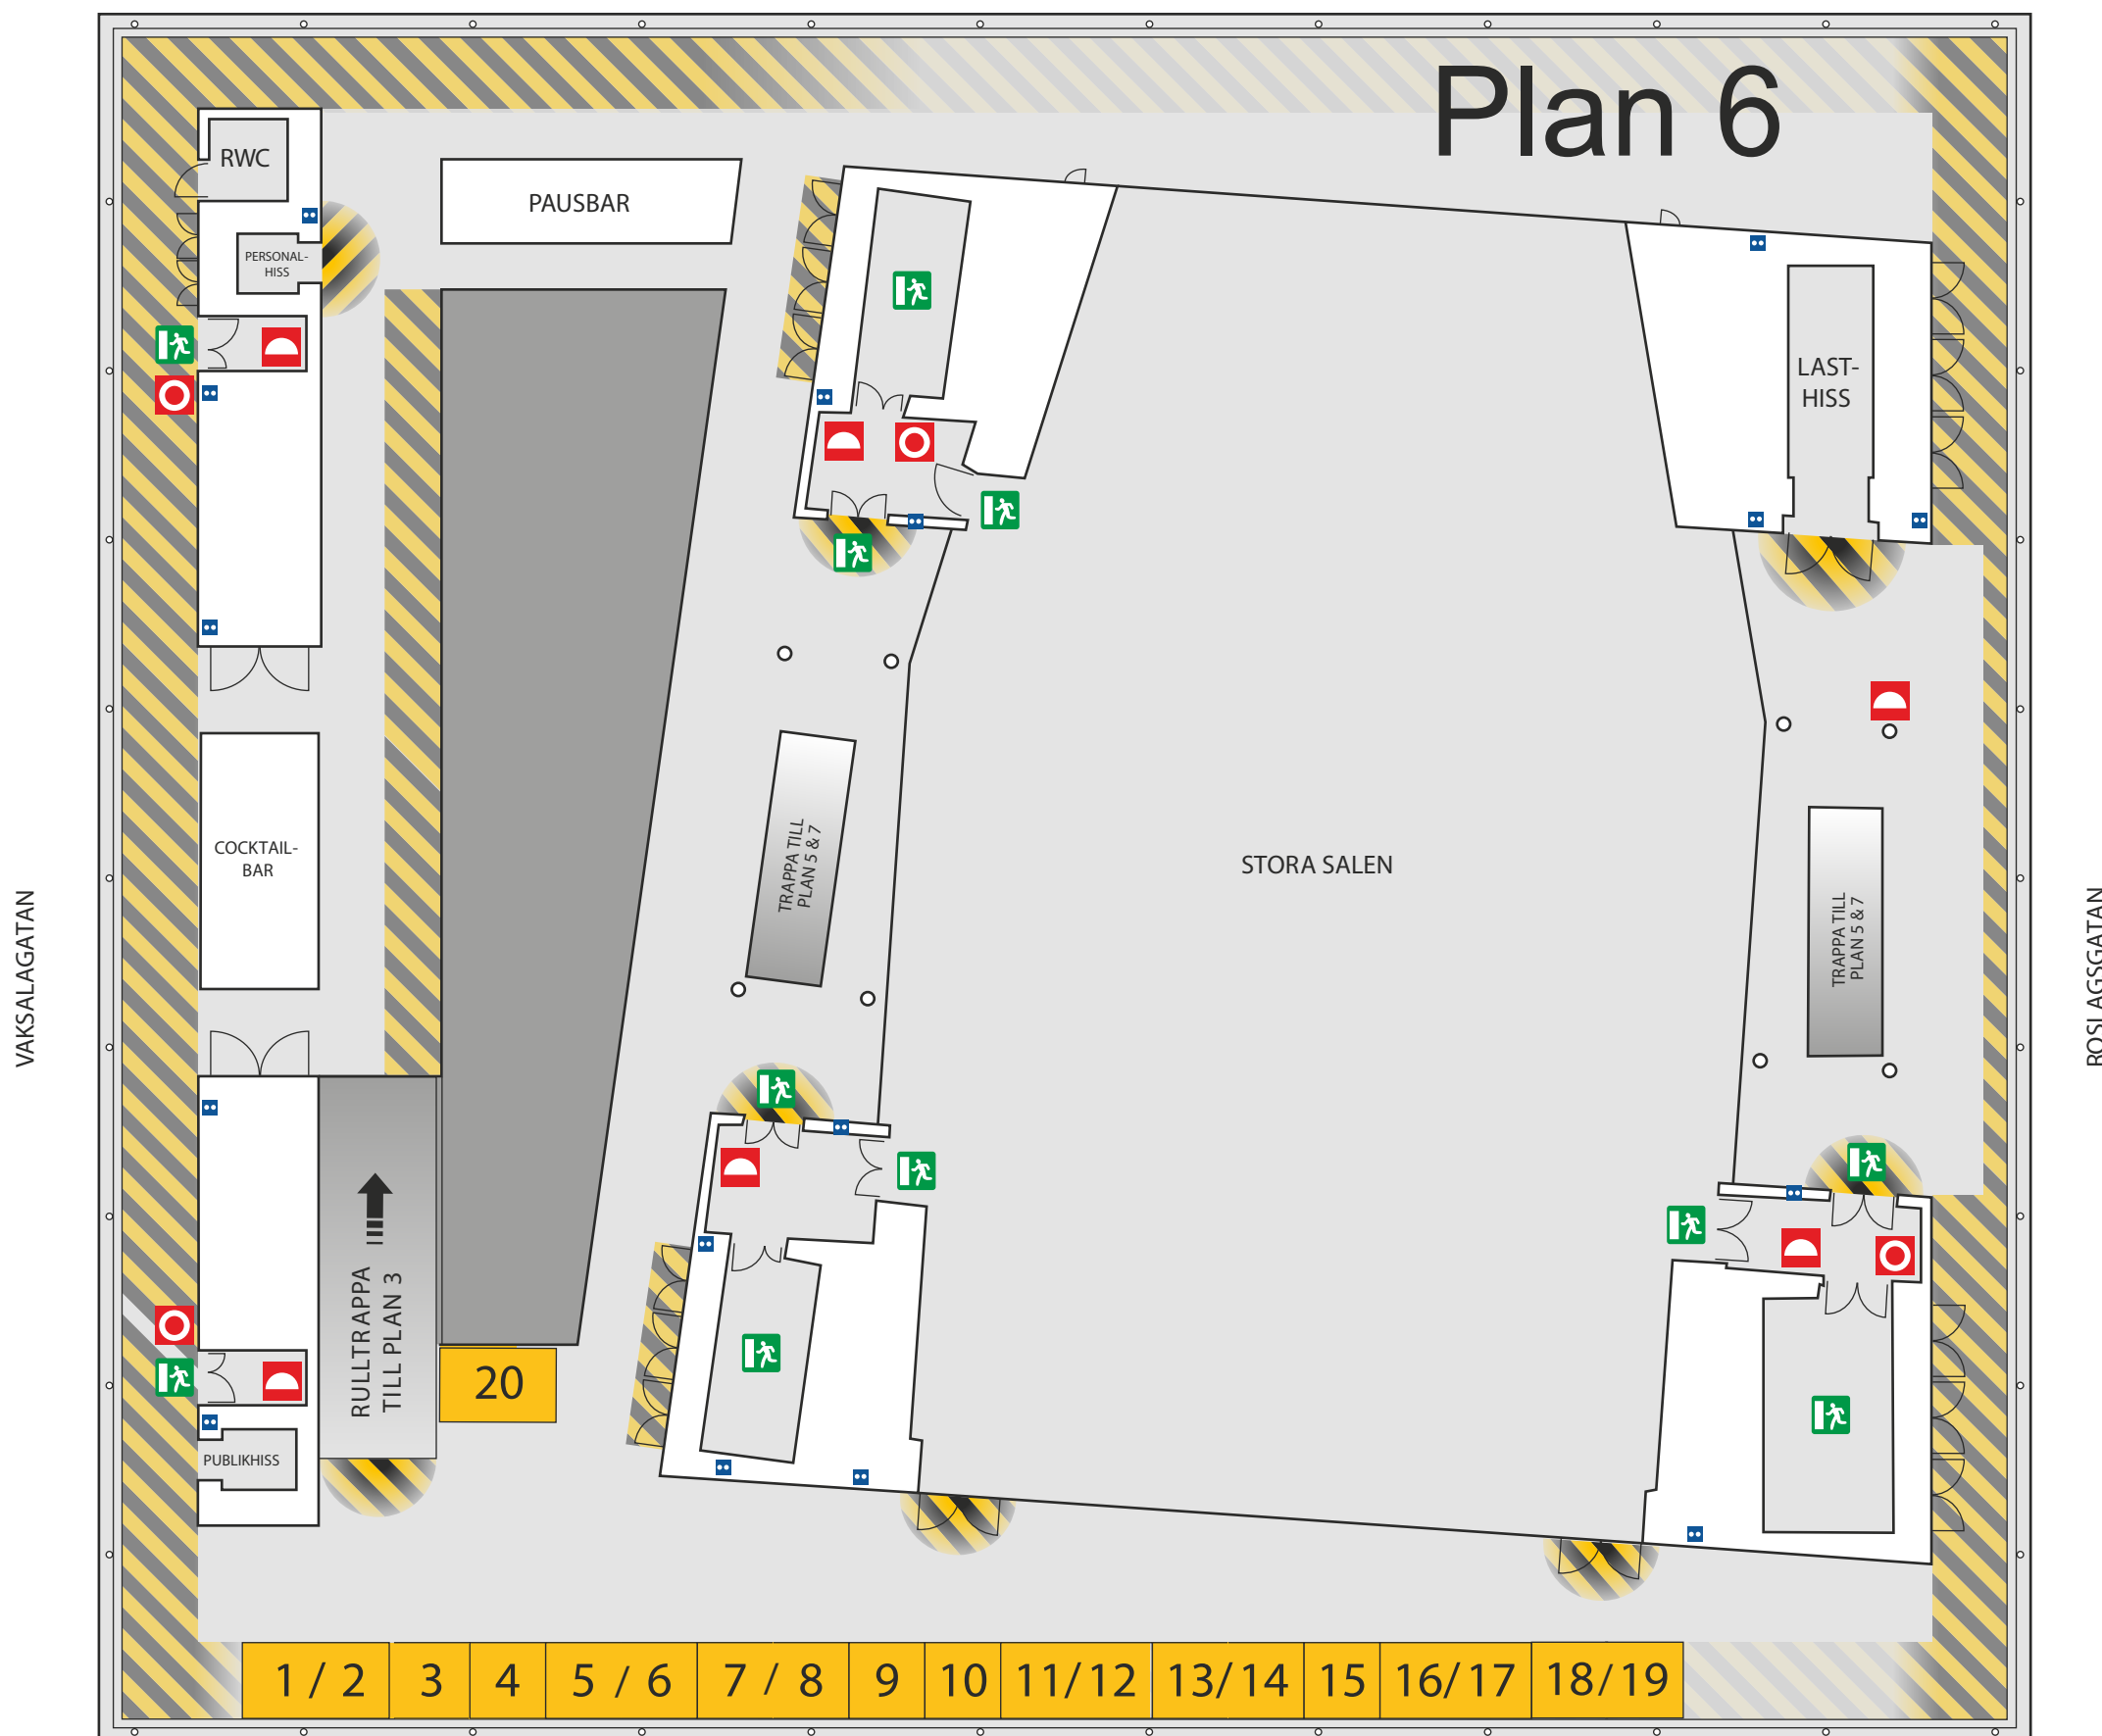 Plan 6
RWC
PAUSBAR
PERSONAL-
HISS
LAST-
HISS
COCKTAIL-
BAR
TRAPPA TILL
PLAN 5 & 7
STORA SALEN
TRAPPA TILL
PLAN 5 & 7
VAKSALAGATAN
ROSLAGSGATAN
RULLTRAPPA
TILL PLAN 3
20
PUBLIKHISS
1 / 2
3
4
5 / 6
7 / 8
9
10
11/12
13/14
15
16/17
18/19